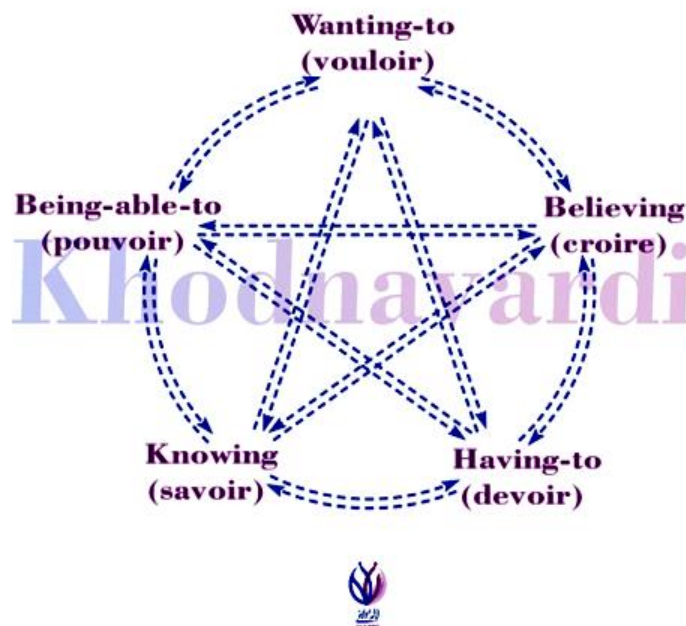 Wanting-to
(vouloir)
Being-able-to
(pouvoir)
Believing
(croire)
Khodnavardi
Knowing
(savoir)
Having-to
(devoir)